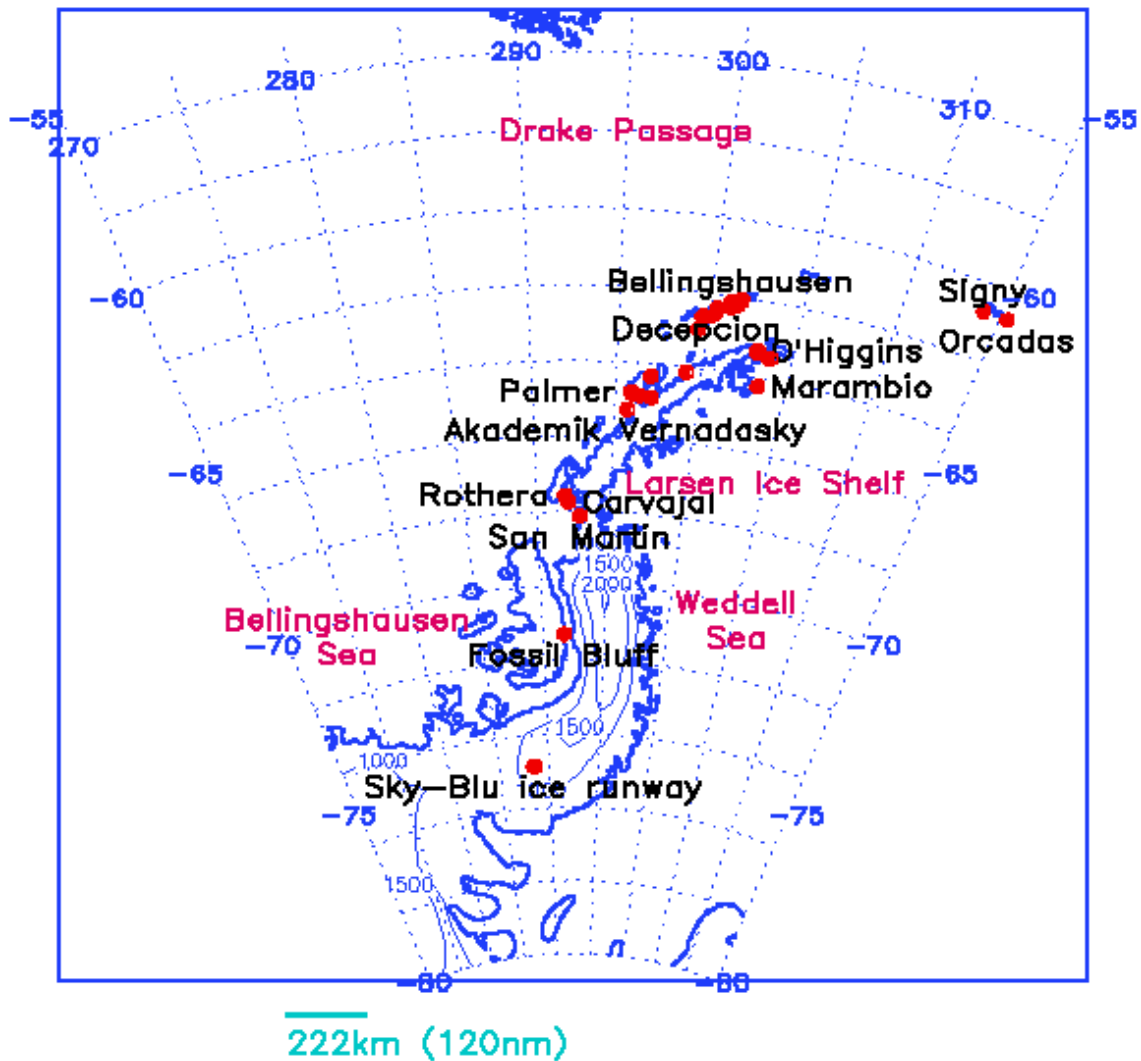 290
300
280
310
-55
-55
270
Drake Passage
Bellingshausen
Signy
-60
-60
Decepcion
Orcadas
O'Higgins
Palmer
Marambio
Akademik Vernadasky
-65
-65
Larsen Ice Shelf
Rothera
Carvajal
San Martin
1500
2000
Weddell
Sea
Bellingshausen
Sea
-70
-70
Fossil Bluff
1500
1000
Sky-Blu ice runway
-75
-75
1500
-80
-80
222km (120nm)